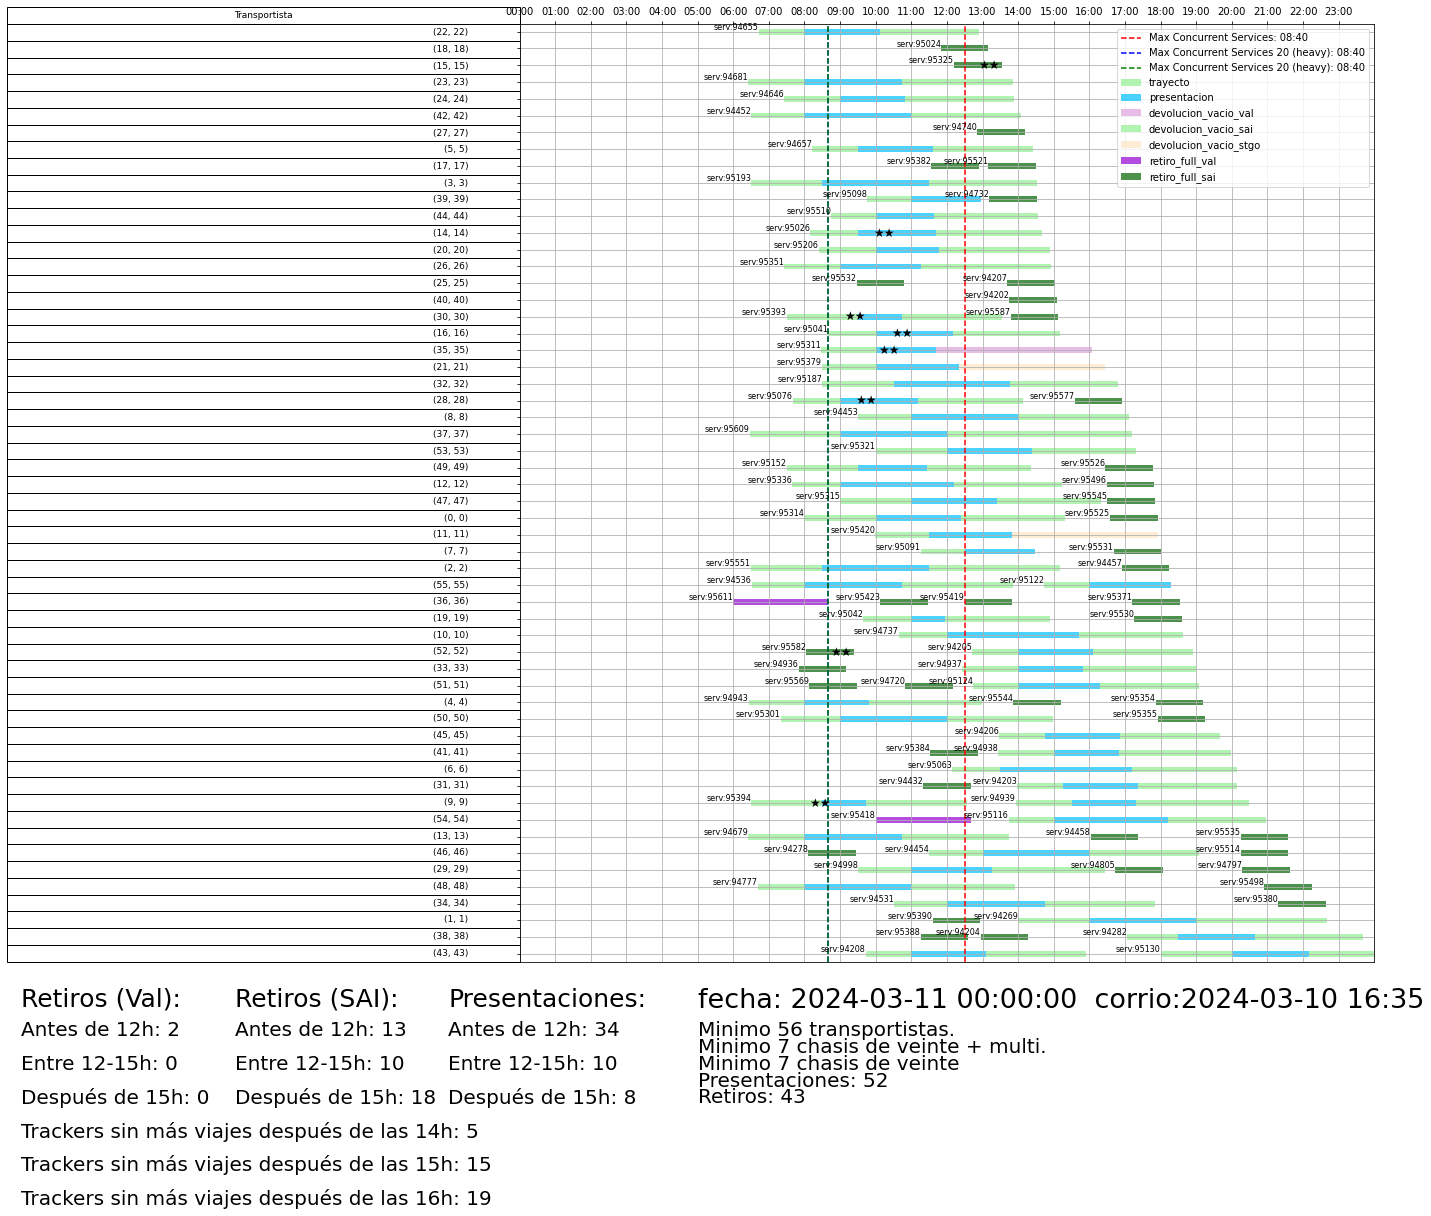 Transportista
00:00 01:00 02:00 03:00 04:00 05:00 06:00 07:00 08:00 09:00 10:00 11:00 12:00 13:00 14:00 15:00 16:00 17:00 18:00 19:00 20:00 21:00 22:00 23:00
Max Concurrent Services: 08:40
Max Concurrent Services 20 (heavy): 08:40
Max Concurrent Services 20 (heavy): 08:40
trayecto
presentacion
devolucion_vacio_val
devolucion_vacio_sai
devolucion_vacio_stgo
retiro_full_val
retiro_full_sai
(22, 22) serv:94655
(18, 18) serv:95024
(15, 15) serv:95325
(23, 23) serv:94681
(24, 24) serv:94646
(42, 42) serv:94452
(27, 27) serv:94740
(5, 5) serv:94657
(17, 17) serv:95382 serv:95521
(3, 3) serv:95193
(39, 39) serv:95098 serv:94732
(44, 44) serv:95510
(14, 14) serv:95026
(20, 20) serv:95206
(26, 26) serv:95351
(25, 25) serv:95532 serv:94207
(40, 40) serv:94202
(30, 30) serv:95393 serv:95587
(16, 16) serv:95041
(35, 35) serv:95311
(21, 21) serv:95379
(32, 32) serv:95187
(28, 28) serv:95076 serv:95577
(8, 8) serv:94453
(37, 37) serv:95609
(53, 53) serv:95321
(49, 49) serv:95152 serv:95526
(12, 12) serv:95336 serv:95496
(47, 47) serv:95315 serv:95545
(0, 0) serv:95314 serv:95525
(11, 11) serv:95420
(7, 7) serv:95091 serv:95531
(2, 2) serv:95551 serv:94457
(55, 55) serv:94536 serv:95122
(36, 36) serv:95611 serv:95423 serv:95419 serv:95371
(19, 19) serv:95042 serv:95530
(10, 10) serv:94737
(52, 52) serv:95582 serv:94205
(33, 33) serv:94936 serv:94937
(51, 51) serv:95569 serv:94720 serv:95124
(4, 4) serv:94943 serv:95544 serv:95354
(50, 50) serv:95301 serv:95355
(45, 45) serv:94206
(41, 41) serv:95384 serv:94938
(6, 6) serv:95063
(31, 31) serv:94432 serv:94203
(9, 9) serv:95394 serv:94939
(54, 54) serv:95418 serv:95116
(13, 13) serv:94679 serv:94458 serv:95535
(46, 46) serv:94278 serv:94454 serv:95514
(29, 29) serv:94998 serv:94805 serv:94797
(48, 48) serv:94777 serv:95498
(34, 34) serv:94531 serv:95380
(1, 1) serv:95390 serv:94269
(38, 38) serv:95388 serv:94204 serv:94282
(43, 43) serv:94208 serv:95130
Retiros (Val):
Antes de 12h: 2
Entre 12-15h: 0
Después de 15h: 0
Retiros (SAI):
Antes de 12h: 13
Entre 12-15h: 10
Después de 15h: 18
Presentaciones:
Antes de 12h: 34
Entre 12-15h: 10
Después de 15h: 8
Trackers sin más viajes después de las 14h: 5
Trackers sin más viajes después de las 15h: 15
Trackers sin más viajes después de las 16h: 19
fecha: 2024-03-11 00:00:00 corrio:2024-03-10 16:35
Minimo 56 transportistas.
Minimo 7 chasis de veinte + multi.
Minimo 7 chasis de veinte
Presentaciones: 52
Retiros: 43